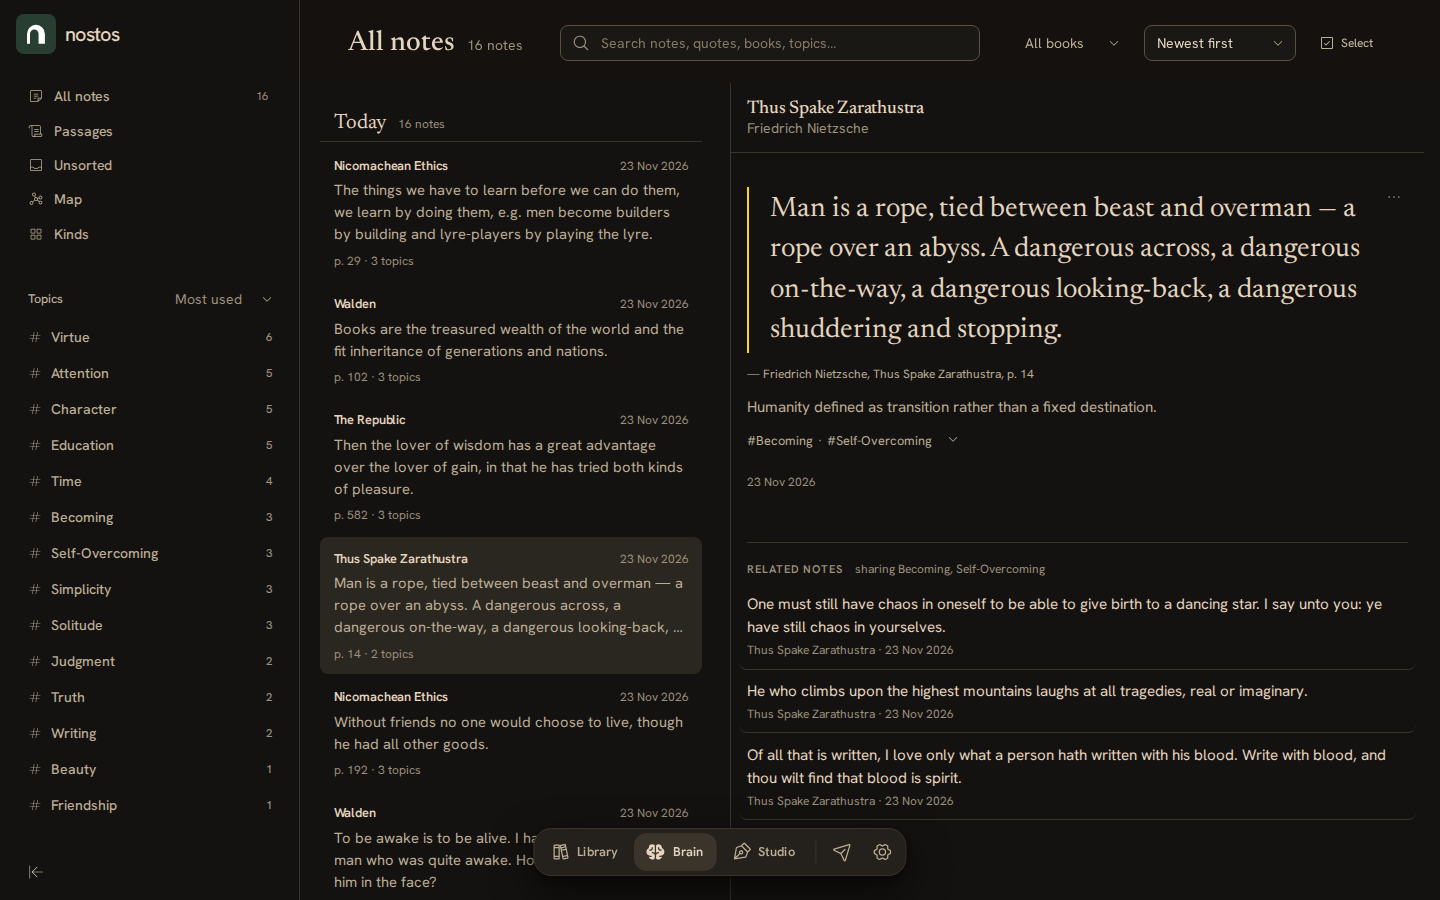 nostos
All notes 16
Passages
Unsorted
Map
Kinds
Topics Most used
# Virtue 6
# Attention 5
# Character 5
# Education 5
# Time 4
# Becoming 3
# Self-Overcoming 3
# Simplicity 3
# Solitude 3
# Judgment 2
# Truth 2
# Writing 2
# Beauty 1
# Friendship 1
All notes 16 notes
Search notes, quotes, books, topics...
All books
Newest first
Select
Today 16 notes
Nicomachean Ethics 23 Nov 2026
The things we have to learn before we can do them,
we learn by doing them, e.g. men become builders
by building and lyre-players by playing the lyre.
p. 29 · 3 topics
Walden 23 Nov 2026
Books are the treasured wealth of the world and the
fit inheritance of generations and nations.
p. 102 · 3 topics
The Republic 23 Nov 2026
Then the lover of wisdom has a great advantage
over the lover of gain, in that he has tried both kinds
of pleasure.
p. 582 · 3 topics
Thus Spake Zarathustra 23 Nov 2026
Man is a rope, tied between beast and overman — a
rope over an abyss. A dangerous across, a
dangerous on-the-way, a dangerous looking-back, ...
p. 14 · 2 topics
Nicomachean Ethics 23 Nov 2026
Without friends no one would choose to live, though
he had all other goods.
p. 192 · 3 topics
Walden 23 Nov 2026
To be awake is to be alive. I ha
man who was quite awake. Ho
him in the face?
Thus Spake Zarathustra
Friedrich Nietzsche
Man is a rope, tied between beast and overman — a
rope over an abyss. A dangerous across, a dangerous
on-the-way, a dangerous looking-back, a dangerous
shuddering and stopping.
— Friedrich Nietzsche, Thus Spake Zarathustra, p. 14
Humanity defined as transition rather than a fixed destination.
#Becoming · #Self-Overcoming
23 Nov 2026
RELATED NOTES sharing Becoming, Self-Overcoming
One must still have chaos in oneself to be able to give birth to a dancing star. I say unto you: ye
have still chaos in yourselves.
Thus Spake Zarathustra · 23 Nov 2026
He who climbs upon the highest mountains laughs at all tragedies, real or imaginary.
Thus Spake Zarathustra · 23 Nov 2026
Of all that is written, I love only what a person hath written with his blood. Write with blood, and
thou wilt find that blood is spirit.
Thus Spake Zarathustra · 23 Nov 2026
Library
Brain
Studio